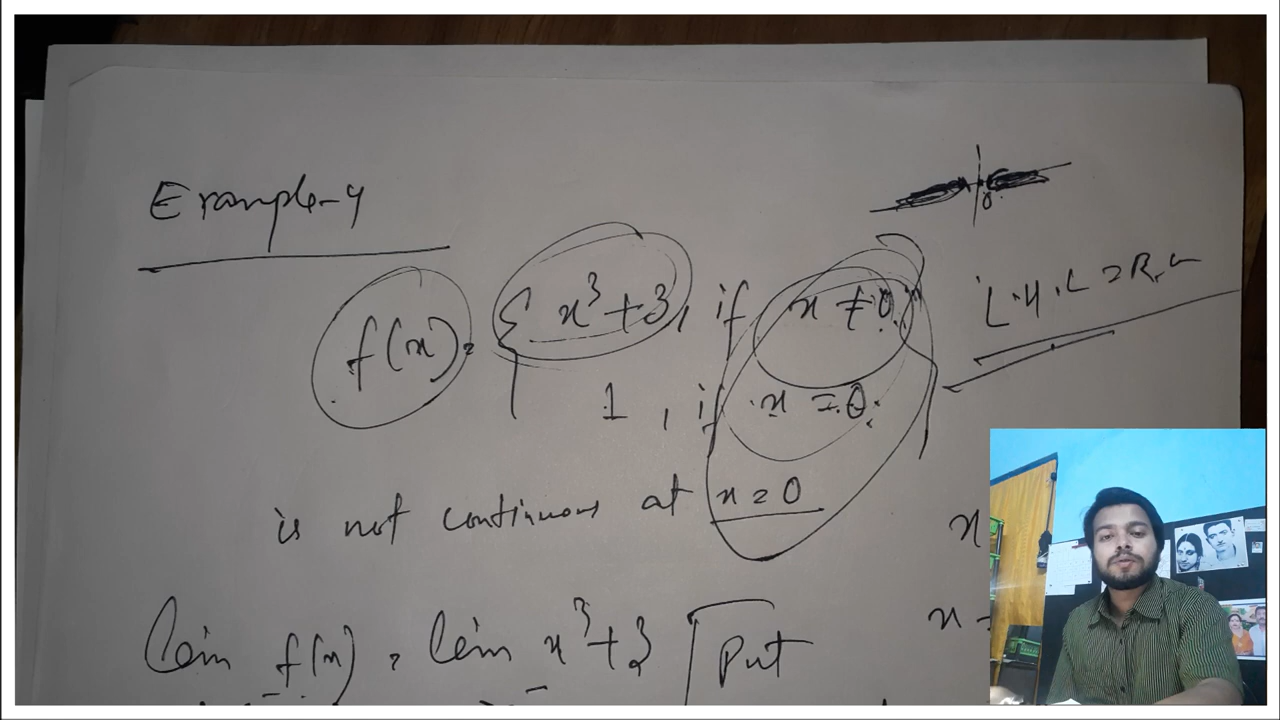 Example-4
0
f(x) = { x³+3, if x ≠ 0
L.H.L = R.
1, if x = 0
is not continuous at x = 0
x
lim f(x) = lim x³+3 Put
x